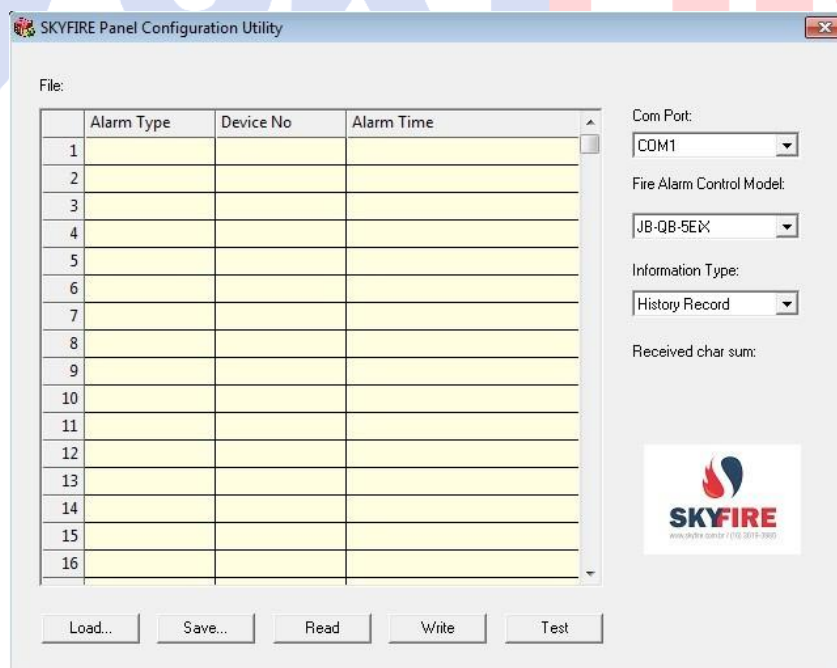 SKYFIRE Panel Configuration Utility
File:
Alarm Type Device No Alarm Time
1
2
3
4
5
6
7
8
9
10
11
12
13
14
15
16
Com Port:
COM1
Fire Alarm Control Model:
JB-QB-5EiX
Information Type:
History Record
Received char sum:
SKYFIRE
Load... Save... Read Write Test